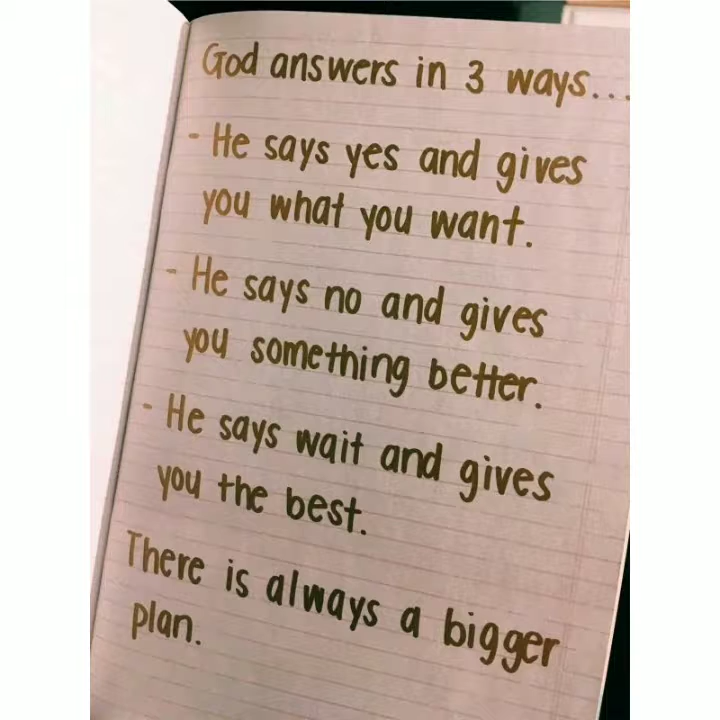 God answers in 3 ways...
- He says yes and gives
you what you want.
- He says no and gives
you something better.
- He says wait and gives
you the best.
There is always a bigger
plan.